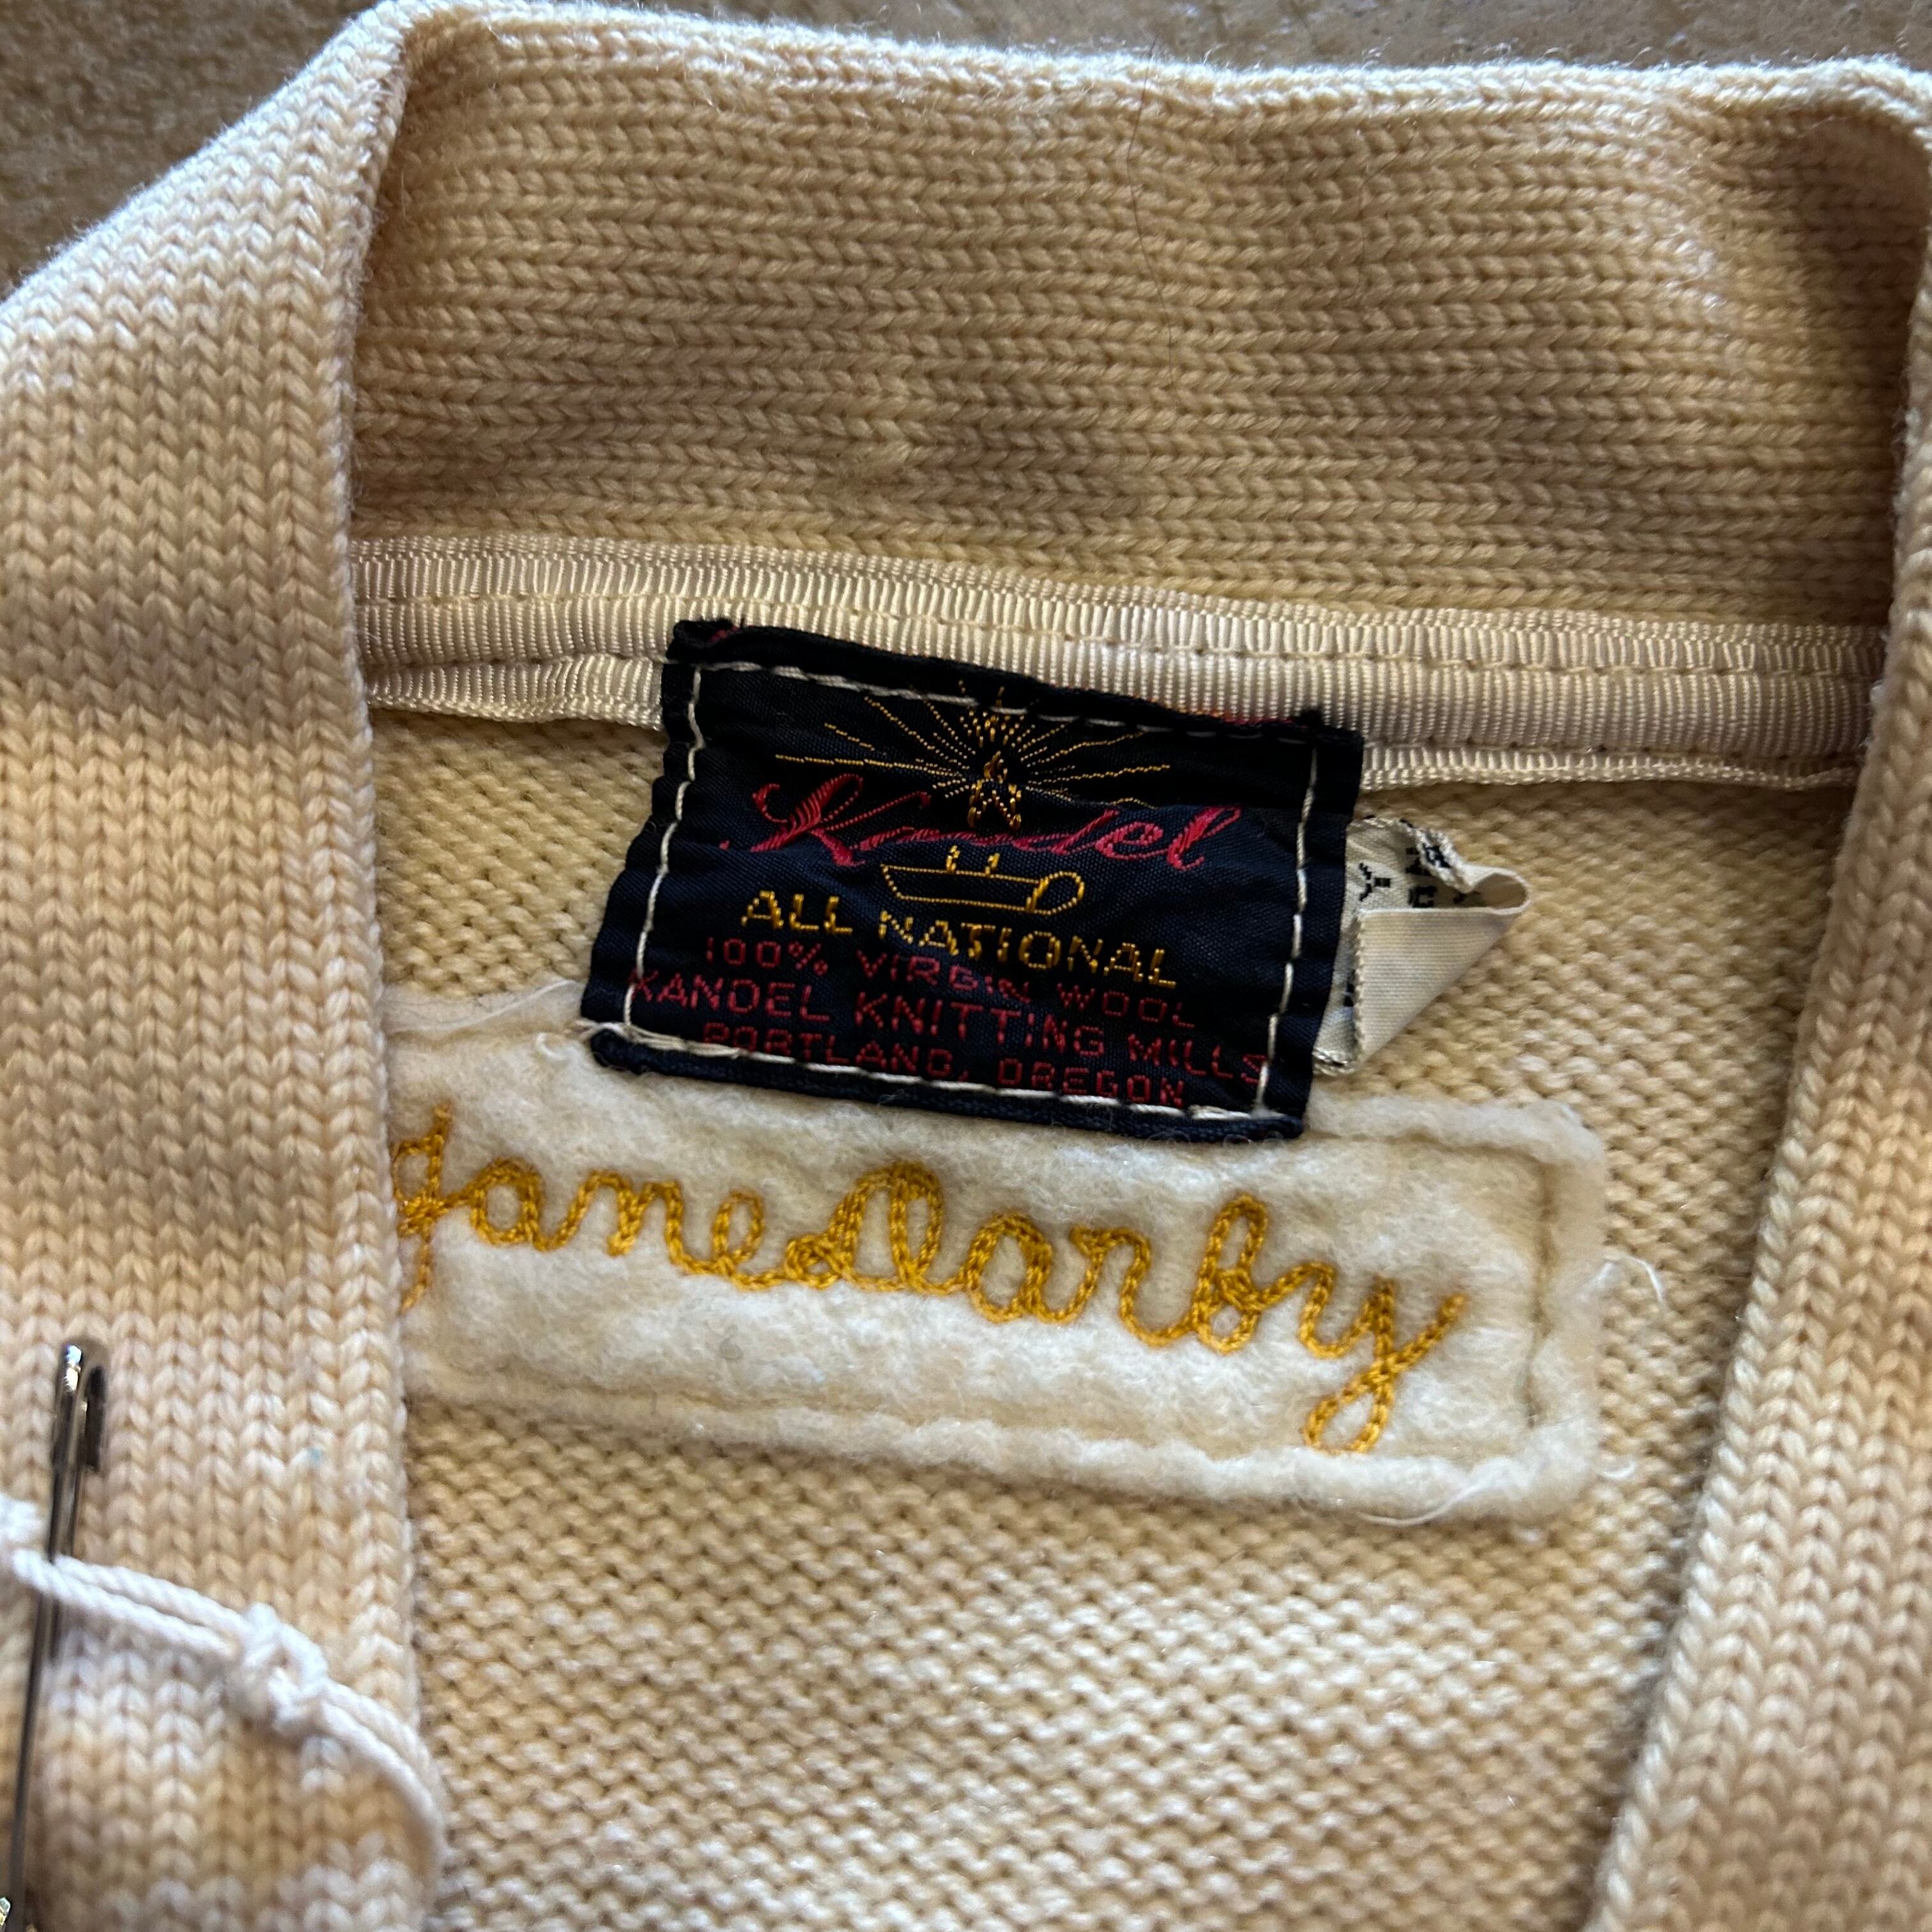 Kandel
ALL NATIONAL
100% VIRGIN WOOL
KANDEL KNITTING MILLS
PORTLAND, OREGON
Jane Darby